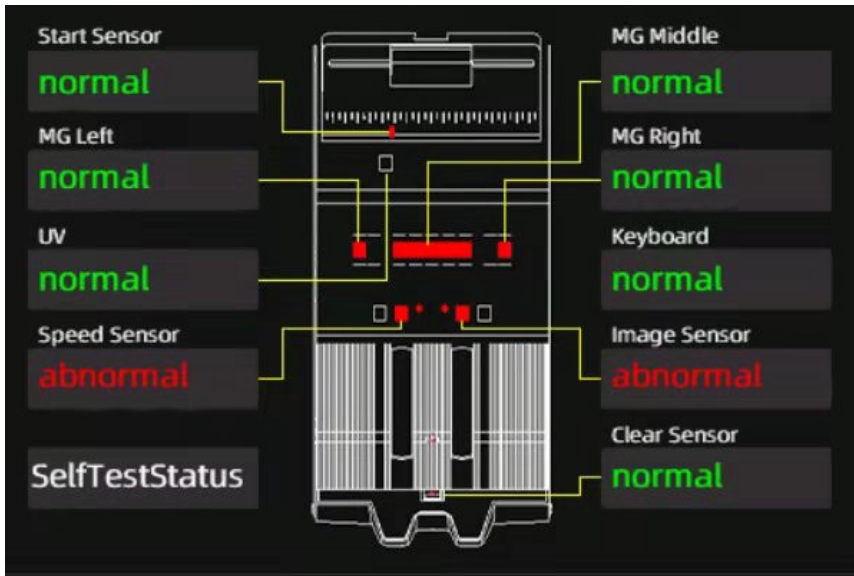 Start Sensor
normal
MG Left
normal
UV
normal
Speed Sensor
abnormal
SelfTestStatus
MG Middle
normal
MG Right
normal
Keyboard
normal
Image Sensor
abnormal
Clear Sensor
normal